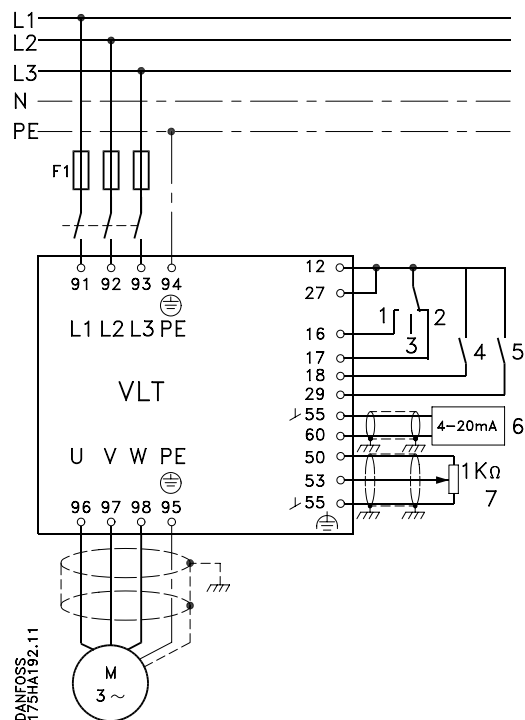 L1
L2
L3
N
PE
F1
91 92 93 94
L1 L2 L3 PE
VLT
U V W PE
96 97 98 95
12
27
16
17
18
29
55
60
50
53
55
1
2
3
4
5
4-20mA
6
1KΩ
7
M
3~
DANFOSS
175HA192.11